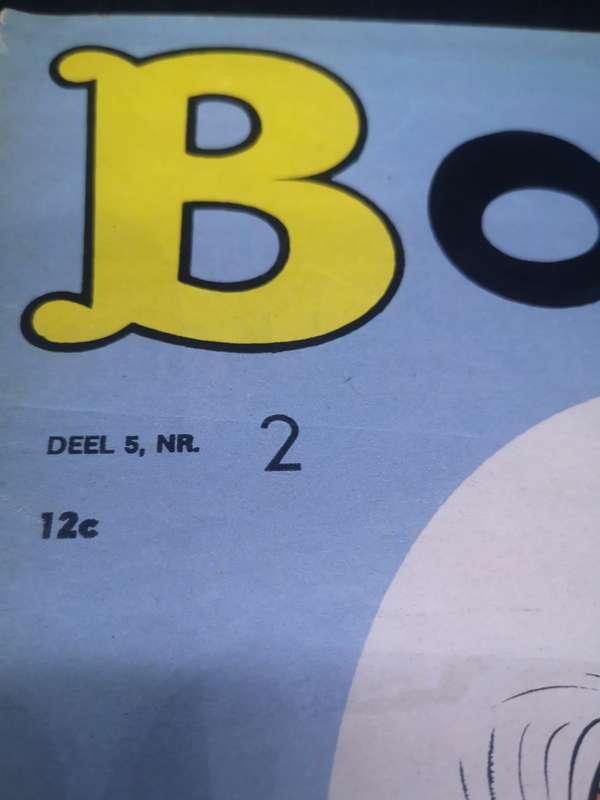 Bo
DEEL 5, NR. 2
12c